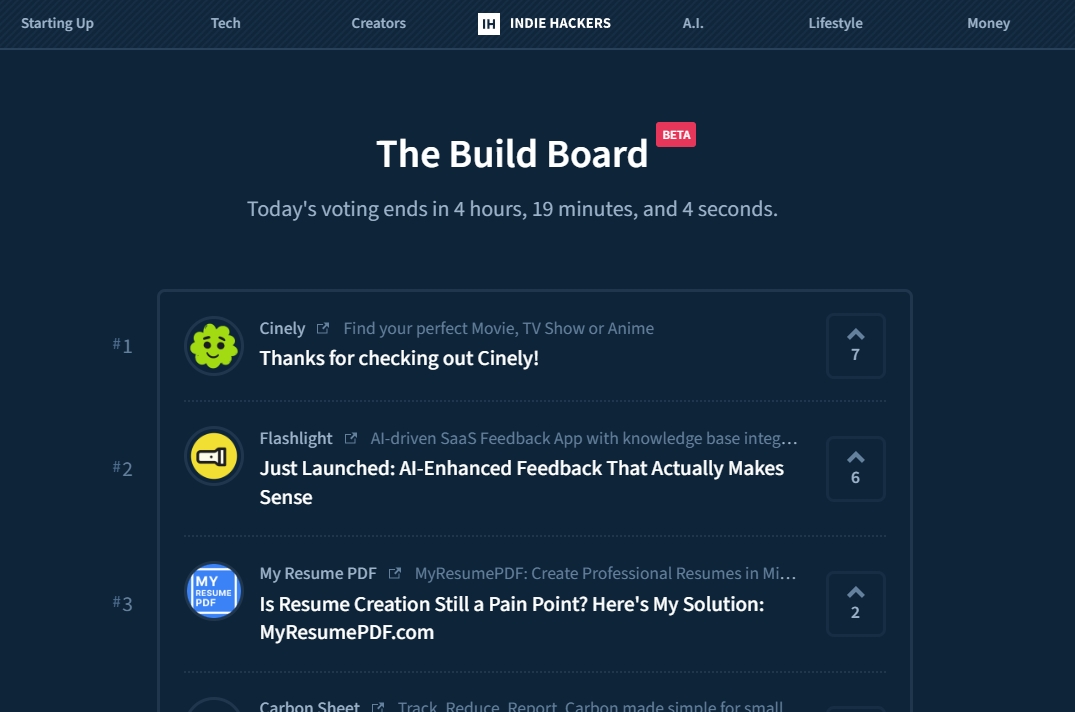 Starting Up Tech Creators IH INDIE HACKERS A.I. Lifestyle Money
The Build Board BETA
Today's voting ends in 4 hours, 19 minutes, and 4 seconds.
#1
Cinely Find your perfect Movie, TV Show or Anime
Thanks for checking out Cinely!
7
#2
Flashlight AI-driven SaaS Feedback App with knowledge base integ...
Just Launched: AI-Enhanced Feedback That Actually Makes
Sense
6
#3
MY
RESUME
PDF
My Resume PDF MyResumePDF: Create Professional Resumes in Mi...
Is Resume Creation Still a Pain Point? Here's My Solution:
MyResumePDF.com
2
Carbon Sheet Track, Reduce, Report. Carbon made simple for small